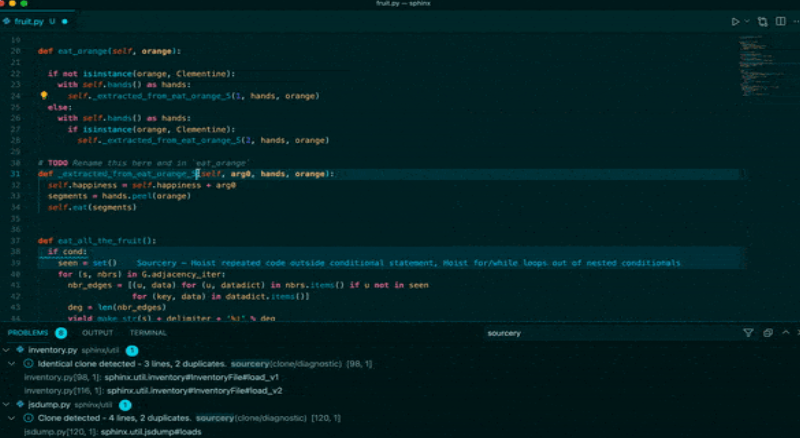 fruit.py — sphinx
fruit.py U
19
20 def eat_orange(self, orange):
21
22 if not isinstance(orange, Clementine):
23 with self.hands() as hands:
24 self._extracted_from_eat_orange_5(1, hands, orange)
25 else:
26 with self.hands() as hands:
27 if isinstance(orange, Clementine):
28 self._extracted_from_eat_orange_5(2, hands, orange)
29
30 # TODO Rename this here and in `eat_orange`
31 def _extracted_from_eat_orange_5(self, arg0, hands, orange):
32 self.happiness = self.happiness + arg0
33 segments = hands.peel(orange)
34 self.eat(segments)
35
36
37 def eat_all_the_fruit():
38 if cond:
39 seen = set() Sourcery - Hoist repeated code outside conditional statement, Hoist for/while loops out of nested conditionals
40 for (s, nbrs) in G.adjacency_iter:
41 nbr_edges = [(u, data) for (u, datadict) in nbrs.items() if u not in seen
42 for (key, data) in datadict.items()]
43 deg = len(nbr_edges)
44 yield make_str(s) + delimiter + "%i" % deg
PROBLEMS 8 OUTPUT TERMINAL sourcery
inventory.py sphinx/util 1
Identical clone detected - 3 lines, 2 duplicates. sourcery(clone/diagnostic) [98, 1]
inventory.py[98, 1]: sphinx.util.inventory#InventoryFile#load_v1
inventory.py[116, 1]: sphinx.util.inventory#InventoryFile#load_v2
jsdump.py sphinx/util 1
Clone detected - 4 lines, 2 duplicates. sourcery(clone/diagnostic) [120, 1]
jsdump.py[120, 1]: sphinx.util.jsdump#loads